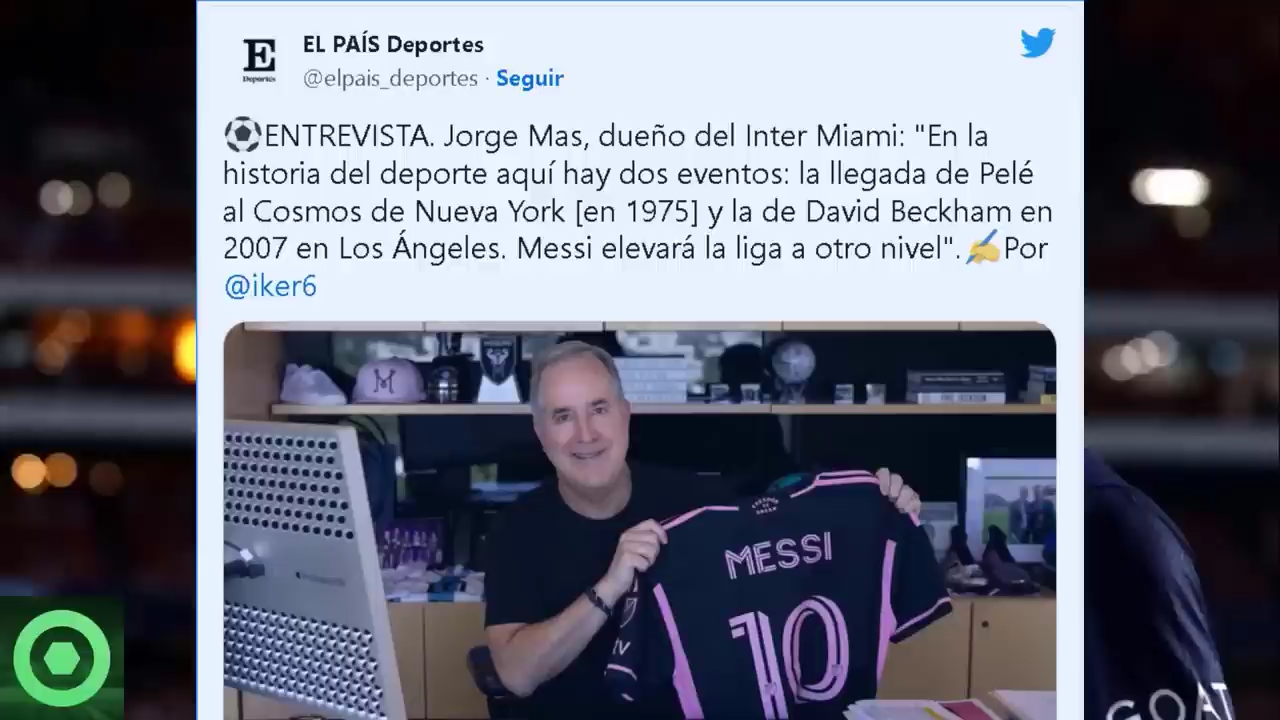 EL PAÍS Deportes
E
Deportes
@elpais_deportes · Seguir
⚽ENTREVISTA. Jorge Mas, dueño del Inter Miami: "En la
historia del deporte aquí hay dos eventos: la llegada de Pelé
al Cosmos de Nueva York [en 1975] y la de David Beckham en
2007 en Los Ángeles. Messi elevará la liga a otro nivel".✍Por
@iker6
M
MESSI
10
GOAT